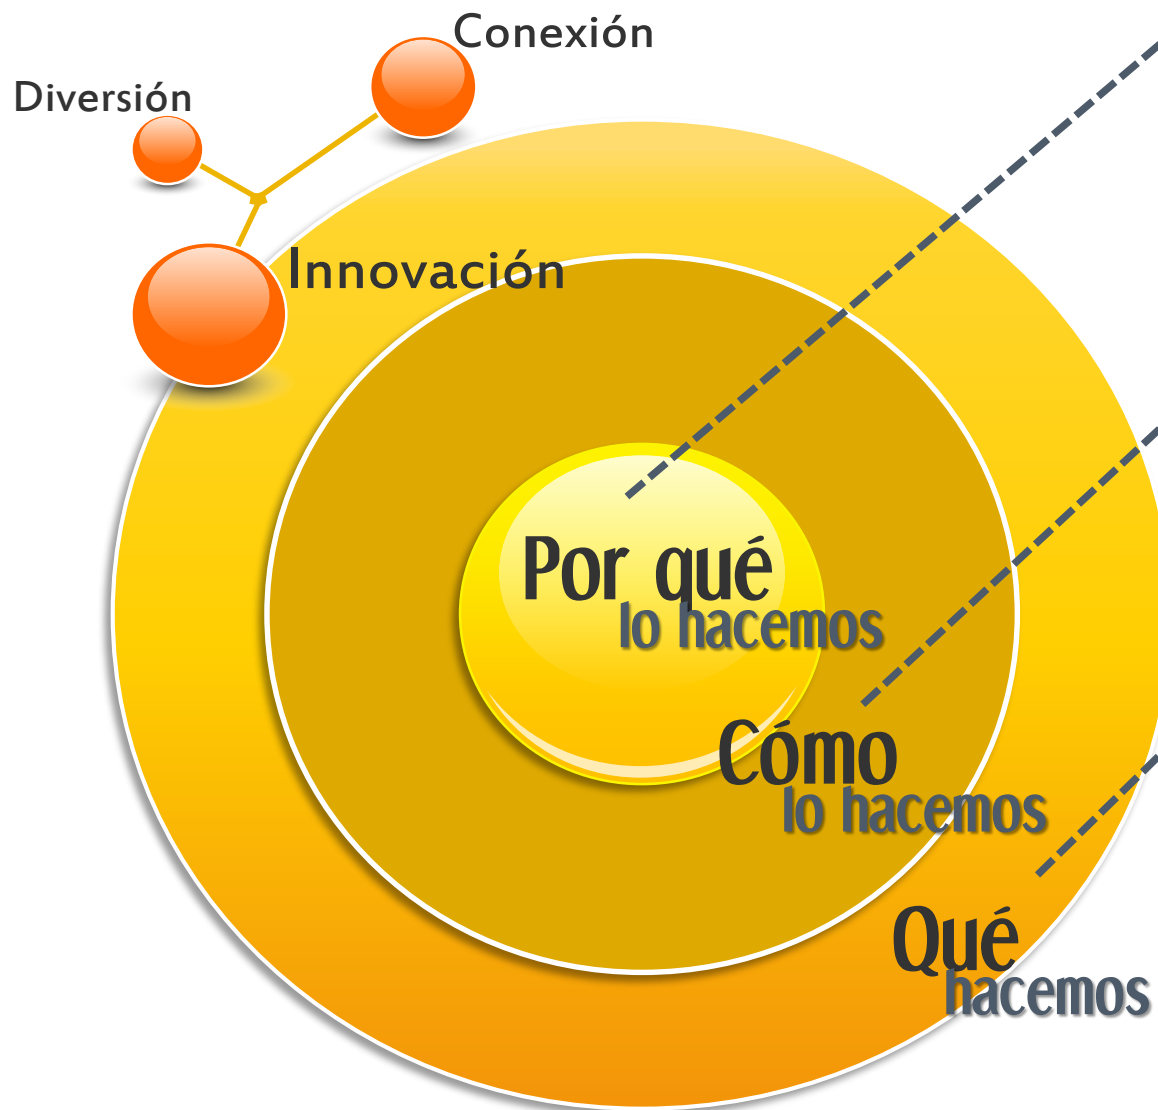 Conexión
Diversión
Innovación
Por qué
lo hacemos
Cómo
lo hacemos
Qué
hacemos